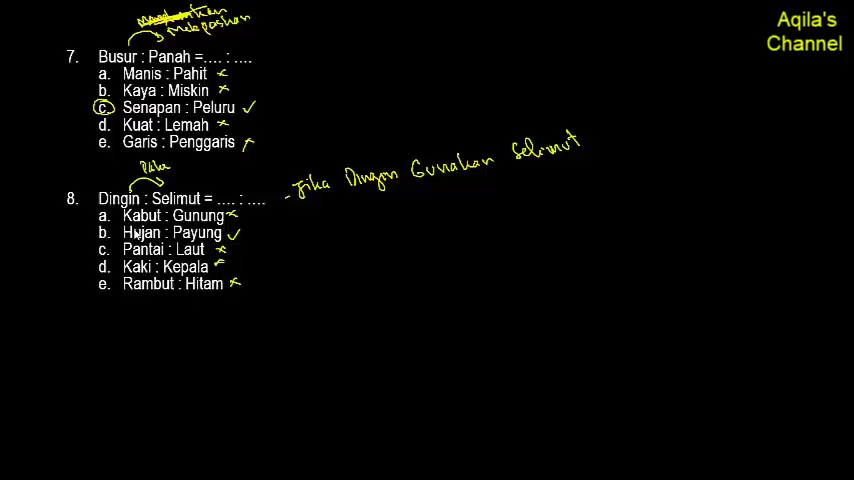 Aqila's
Channel
melepaskan
7. Busur : Panah =.... : ....
a. Manis : Pahit
b. Kaya : Miskin
c. Senapan : Peluru
d. Kuat : Lemah
e. Garis : Penggaris
8. Dingin : Selimut = .... : ....
- Jika Dingin Gunakan Selimut
a. Kabut : Gunung
b. Hujan : Payung
c. Pantai : Laut
d. Kaki : Kepala
e. Rambut : Hitam